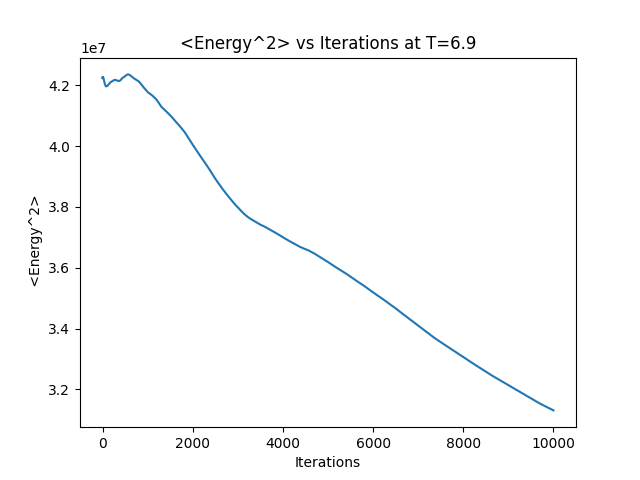 <Energy^2> vs Iterations at T=6.9
1e7
4.2
4.0
3.8
3.6
3.4
3.2
<Energy^2>
0 2000 4000 6000 8000 10000
Iterations